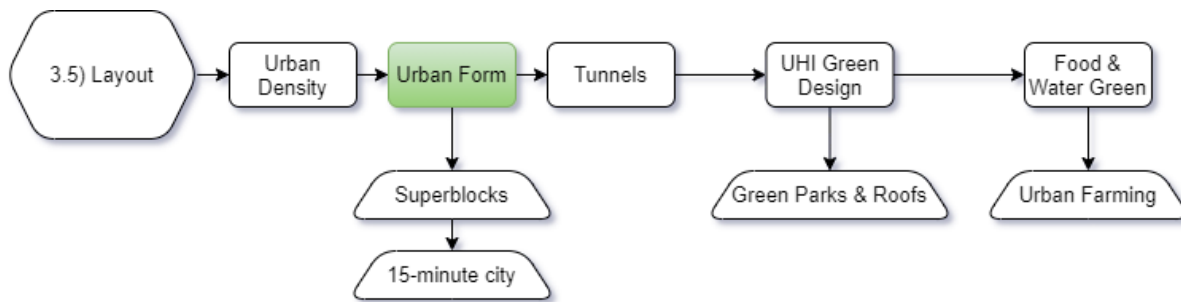 3.5) Layout
Urban
Density
Urban Form
Tunnels
UHI Green
Design
Food &
Water Green
Superblocks
Green Parks & Roofs
Urban Farming
15-minute city